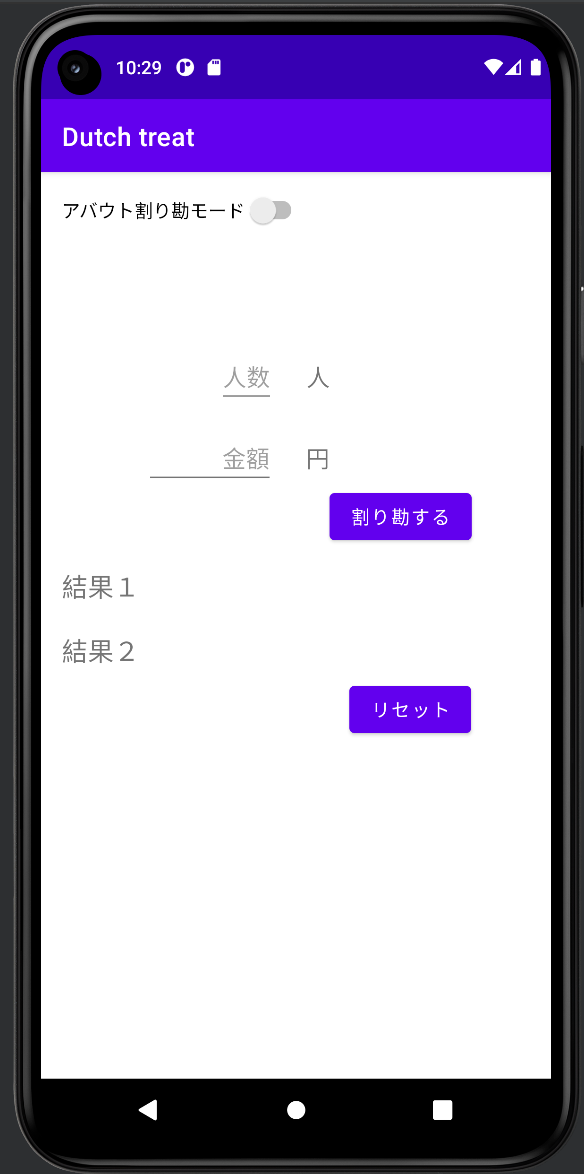 10:29
Dutch treat
アバウト割り勘モード
人数 人
金額 円
割り勘する
結果１
結果２
リセット